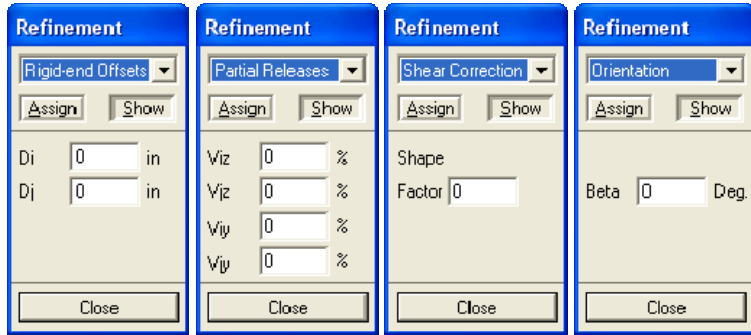 Refinement
Rigid-end Offsets
Assign Show
Di 0 in
Dj 0 in
Close
Refinement
Partial Releases
Assign Show
Viz 0 %
Vjz 0 %
Viy 0 %
Vjy 0 %
Close
Refinement
Shear Correction
Assign Show
Shape
Factor 0
Close
Refinement
Orientation
Assign Show
Beta 0 Deg.
Close